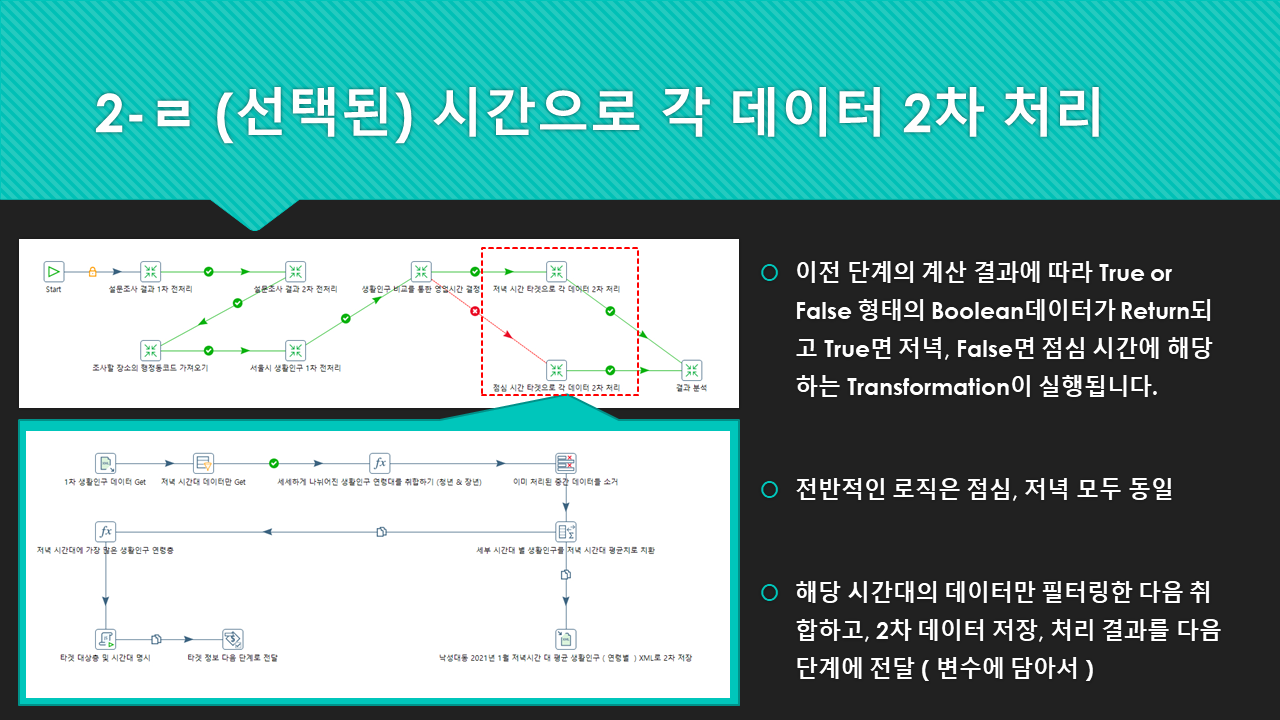 2-ㄹ (선택된) 시간으로 각 데이터 2차 처리
Start
설문조사 결과 1차 전처리
설문조사 결과 2차 전처리
생활인구 비교를 통한 영업시간 결정
저녁 시간 타겟으로 각 데이터 2차 처리
조사할 장소의 행정동코드 가져오기
서울시 생활인구 1차 전처리
점심 시간 타겟으로 각 데이터 2차 처리
결과 분석
1차 생활인구 데이터 Get
저녁 시간대 데이터만 Get
세세하게 나뉘어진 생활인구 연령대를 취합하기 (청년 & 장년)
이미 처리된 중간 데이터들 소거
저녁 시간대에 가장 많은 생활인구 연령층
세부 시간대 별 생활인구를 저녁 시간대 평균치로 치환
타겟 대상층 및 시간대 명시
타겟 정보 다음 단계로 전달
낙성대동 2021년 1월 저녁시간 대 평균 생활인구 ( 연령별 ) XML로 2차 저장
이전 단계의 계산 결과에 따라 True or
False 형태의 Boolean데이터가 Return되
고 True면 저녁, False면 점심 시간에 해당
하는 Transformation이 실행됩니다.
전반적인 로직은 점심, 저녁 모두 동일
해당 시간대의 데이터만 필터링한 다음 취
합하고, 2차 데이터 저장, 처리 결과를 다음
단계에 전달 ( 변수에 담아서 )